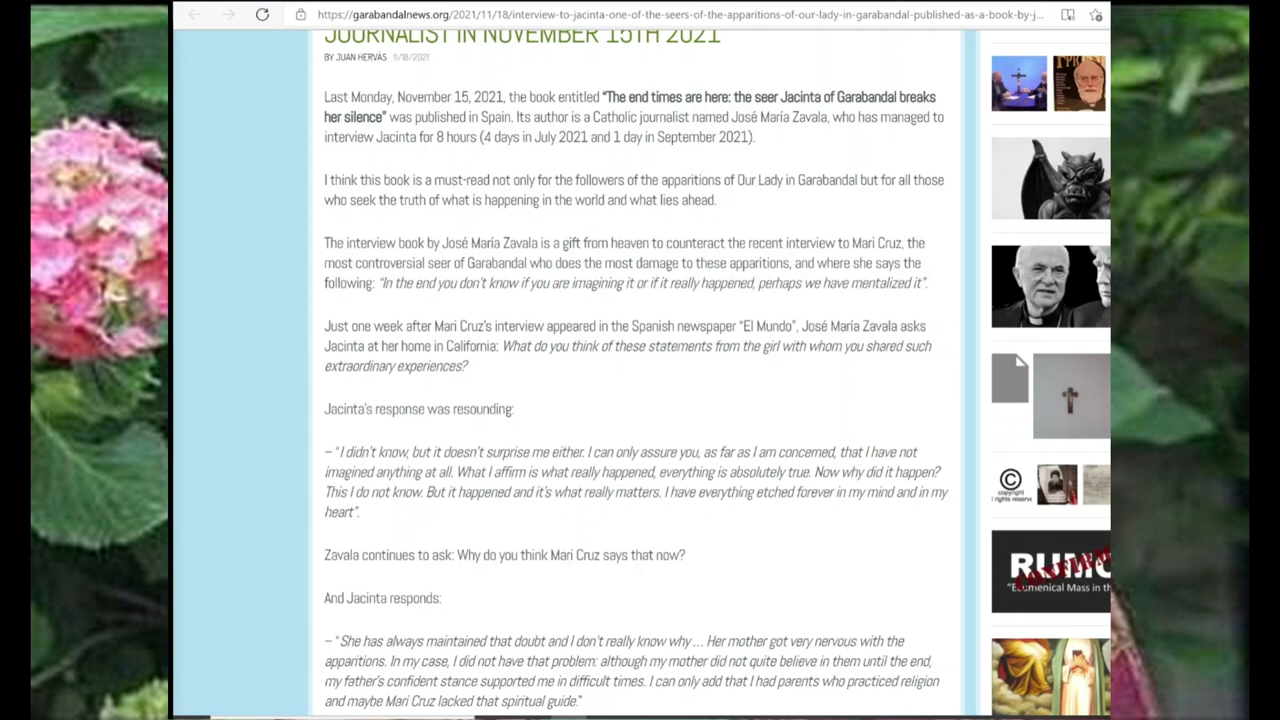 https://garabandalnews.org/2021/11/18/interview-to-jacinta-one-of-the-seers-of-the-apparitions-of-our-lady-in-garabandal-published-as-a-book-by-j...
JOURNALIST IN NOVEMBER 15TH 2021
BY JUAN HERVÁS 11/18/2021
Last Monday, November 15, 2021, the book entitled “The end times are here: the seer Jacinta of Garabandal breaks
her silence” was published in Spain. Its author is a Catholic journalist named José María Zavala, who has managed to
interview Jacinta for 8 hours (4 days in July 2021 and 1 day in September 2021).
I think this book is a must-read not only for the followers of the apparitions of Our Lady in Garabandal but for all those
who seek the truth of what is happening in the world and what lies ahead.
The interview book by José María Zavala is a gift from heaven to counteract the recent interview to Mari Cruz, the
most controversial seer of Garabandal who does the most damage to these apparitions, and where she says the
following: “In the end you don’t know if you are imagining it or if it really happened, perhaps we have mentalized it”.
Just one week after Mari Cruz’s interview appeared in the Spanish newspaper “El Mundo”, José María Zavala asks
Jacinta at her home in California: What do you think of these statements from the girl with whom you shared such
extraordinary experiences?
Jacinta’s response was resounding:
– “I didn’t know, but it doesn’t surprise me either. I can only assure you, as far as I am concerned, that I have not
imagined anything at all. What I affirm is what really happened, everything is absolutely true. Now why did it happen?
This I do not know. But it happened and it’s what really matters. I have everything etched forever in my mind and in my
heart”.
Zavala continues to ask: Why do you think Mari Cruz says that now?
And Jacinta responds:
– “She has always maintained that doubt and I don’t really know why … Her mother got very nervous with the
apparitions. In my case, I did not have that problem: although my mother did not quite believe in them until the end,
my father’s confident stance supported me in difficult times. I can only add that I had parents who practiced religion
and maybe Mari Cruz lacked that spiritual guide.”
©
copyright
l rights reserve
RUMO
“Ecumenical Mass in th